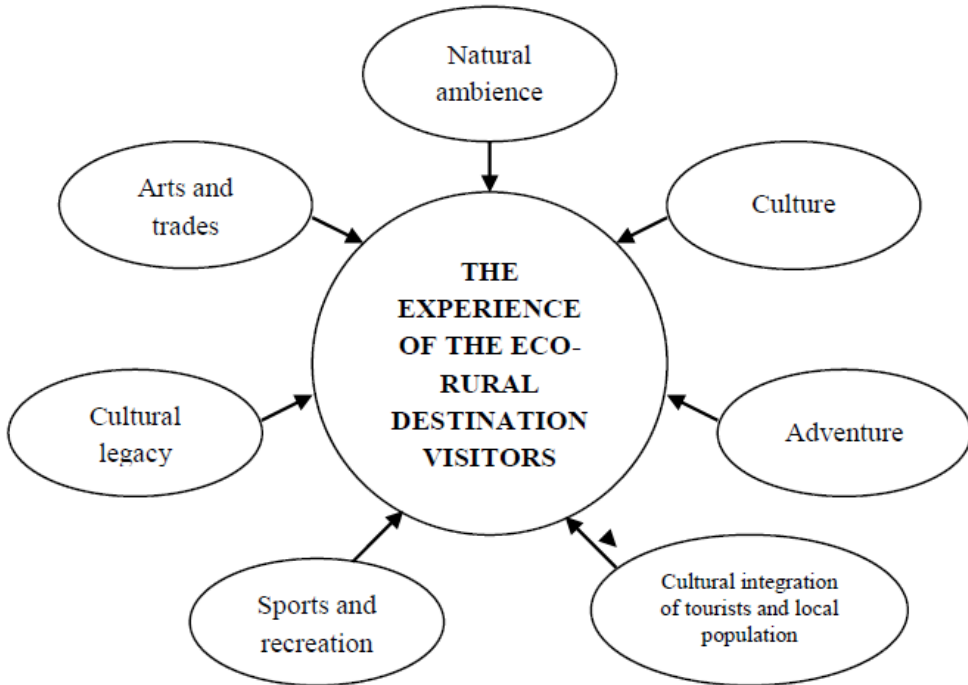 Natural
ambience
Arts and
trades
Culture
THE
EXPERIENCE
OF THE ECO-
RURAL
DESTINATION
VISITORS
Cultural
legacy
Adventure
Sports and
recreation
Cultural integration
of tourists and local
population